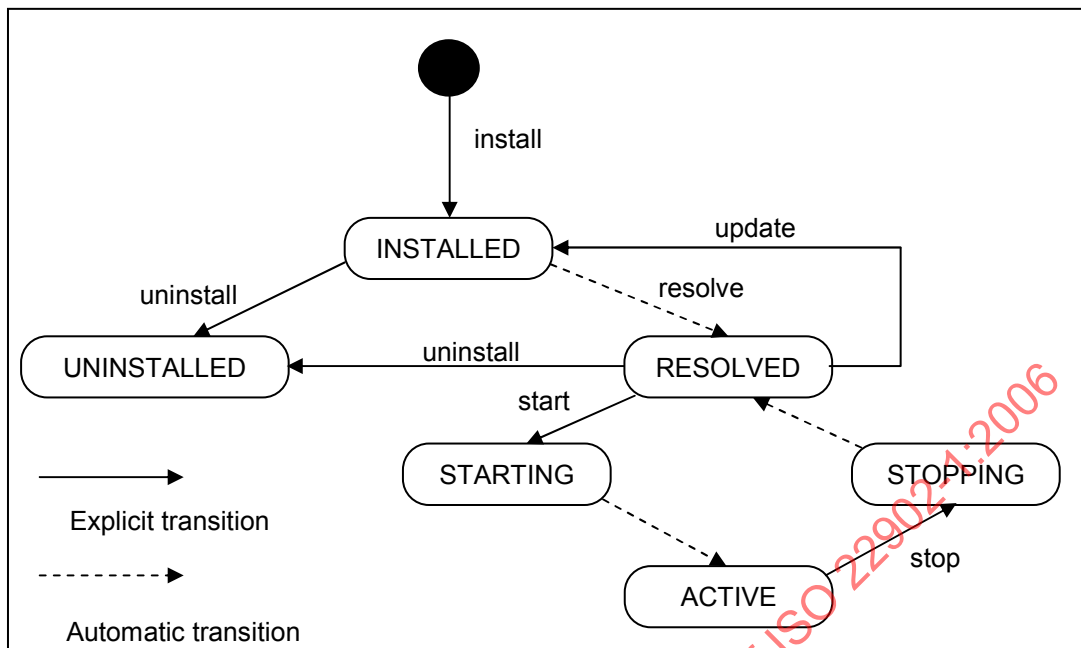 install
INSTALLED
update
uninstall
resolve
UNINSTALLED
uninstall
RESOLVED
start
STARTING
STOPPING
Explicit transition
stop
ACTIVE
Automatic transition
ISO 22902-1:2006